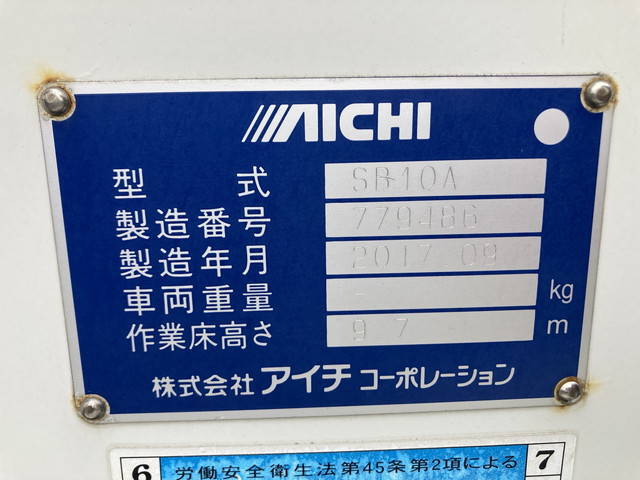 AICHI
型式 SB10A
製造番号 779486
製造年月 2017 09
車両重量 - kg
作業床高さ 9 7 m
株式会社 アイチ コーポレーション
6 労働安全衛生法第45条第2項による 7